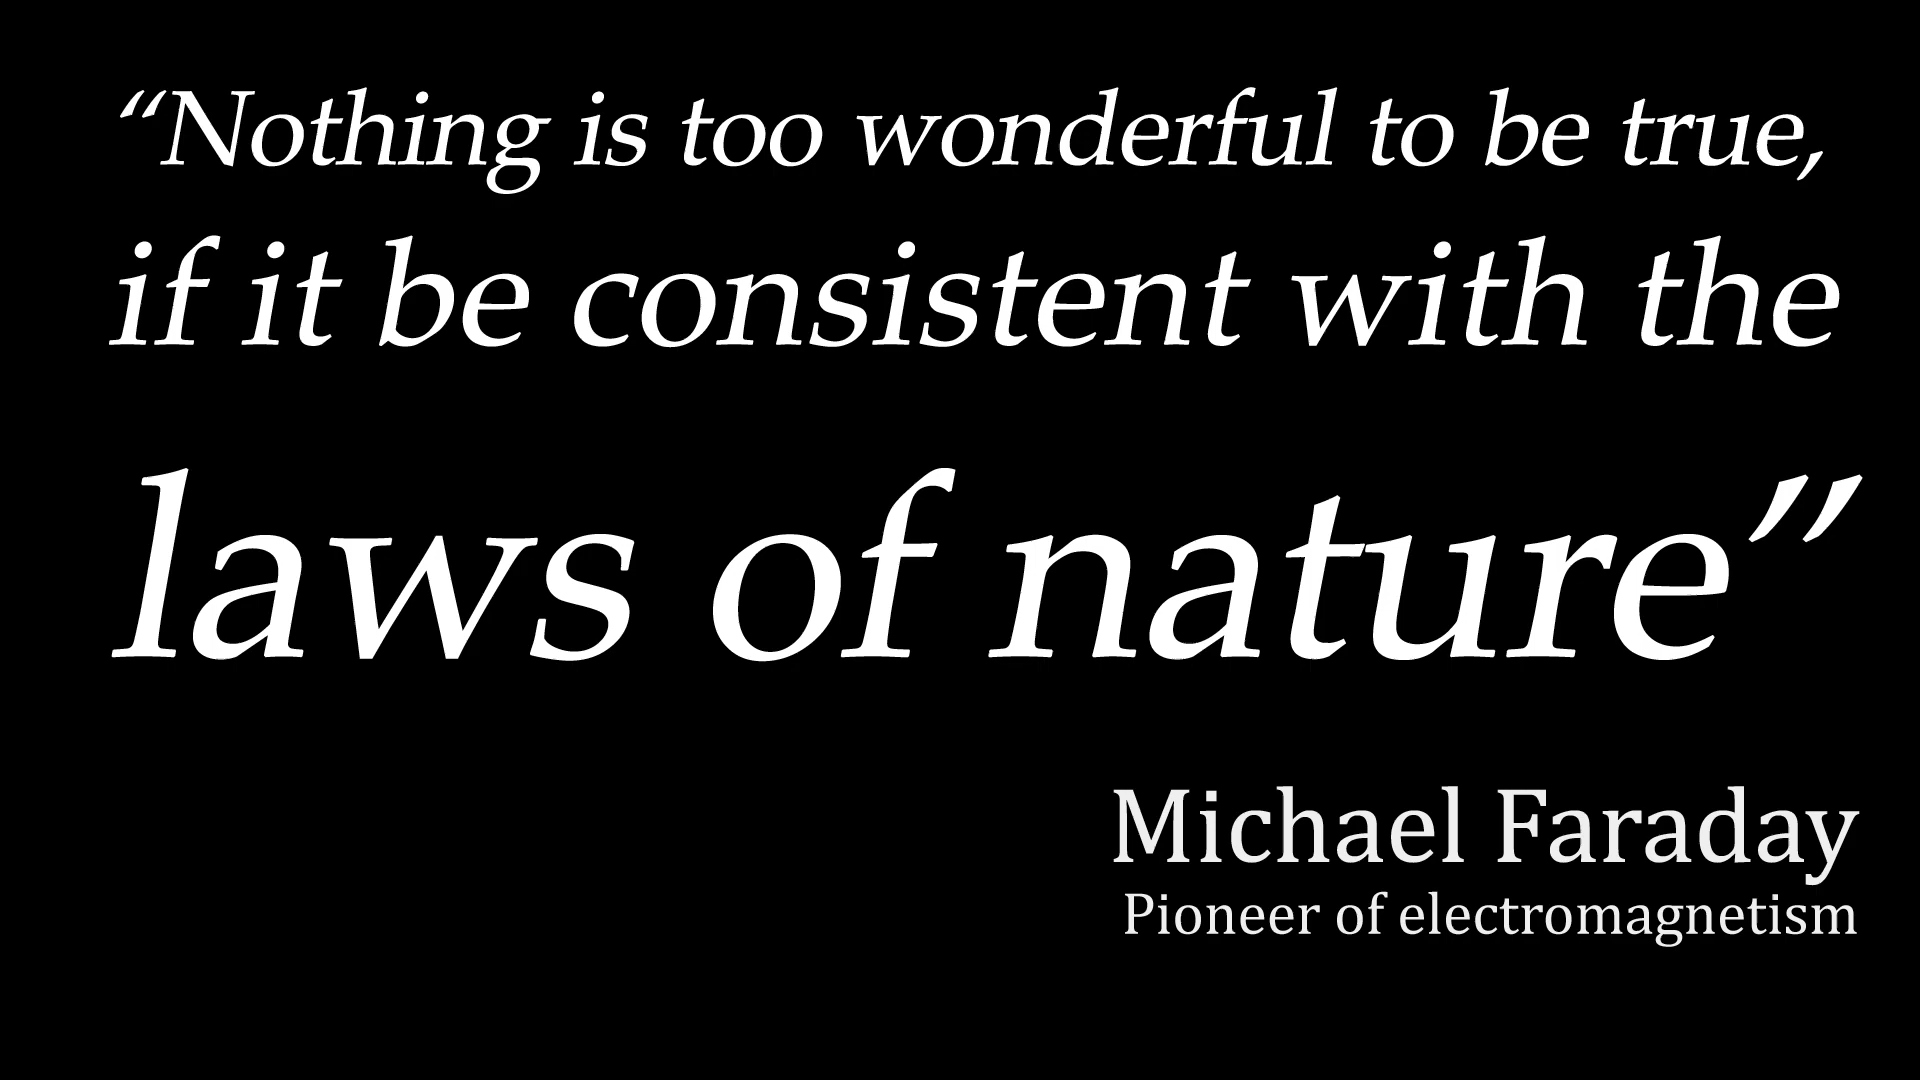 “Nothing is too wonderful to be true,
if it be consistent with the
laws of nature”
Michael Faraday
Pioneer of electromagnetism